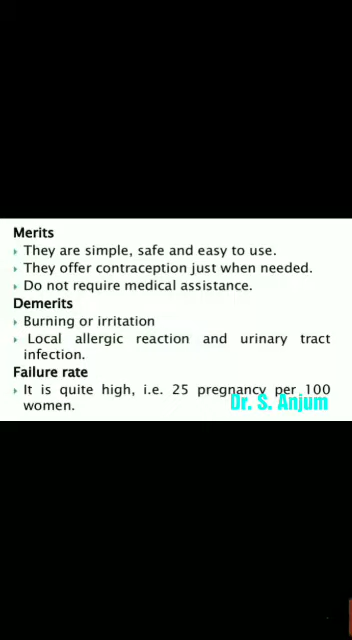 Merits
They are simple, safe and easy to use.
They offer contraception just when needed.
Do not require medical assistance.
Demerits
Burning or irritation
Local allergic reaction and urinary tract
infection.
Failure rate
It is quite high, i.e. 25 pregnancy per 100
women.
Dr. S. Anjum